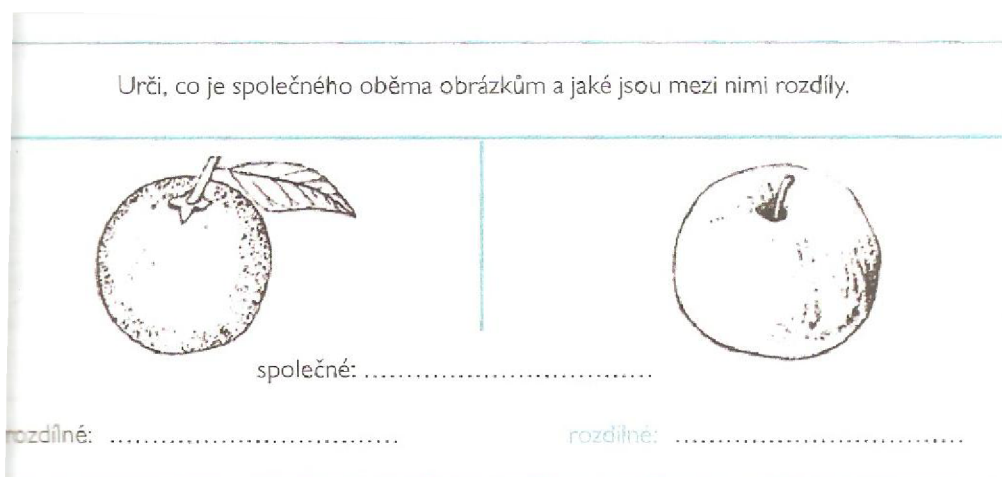 Urči, co je společného oběma obrázkům a jaké jsou mezi nimi rozdíly.
společné: ..................................
rozdílné: .................................. rozdílné: ..................................